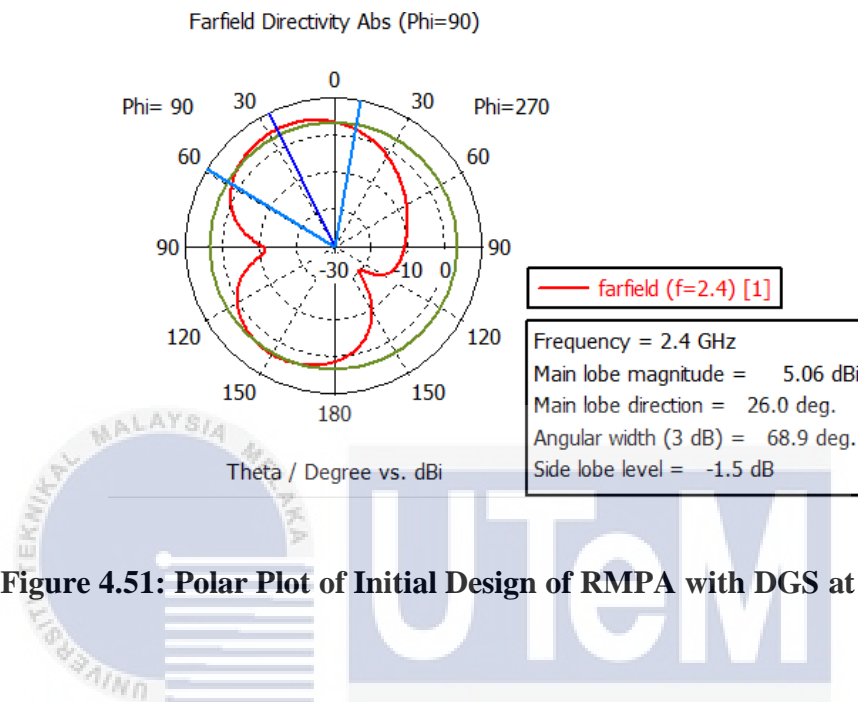 Farfield Directivity Abs (Phi=90)
0
Phi= 90 30 30 Phi=270
60 60
90 -30 -10 0 90
farfield (f=2.4) [1]
120 120
150 150
180
Frequency = 2.4 GHz
Main lobe magnitude = 5.06 dBi
Main lobe direction = 26.0 deg.
Angular width (3 dB) = 68.9 deg.
Side lobe level = -1.5 dB
Theta / Degree vs. dBi
MALAYSIA MELAKA
TEKNIKAL
UTeM
Figure 4.51: Polar Plot of Initial Design of RMPA with DGS at
UNIVERSITI